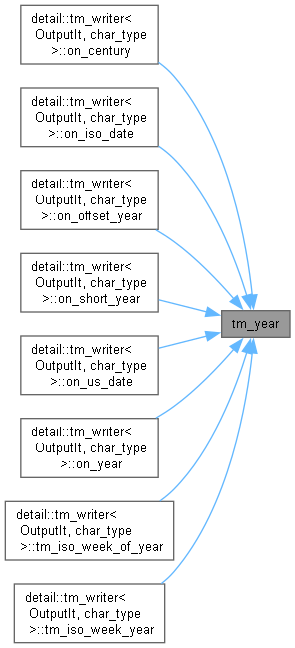 detail::tm_writer<
OutputIt, char_type
>::on_century
detail::tm_writer<
OutputIt, char_type
>::on_iso_date
detail::tm_writer<
OutputIt, char_type
>::on_offset_year
detail::tm_writer<
OutputIt, char_type
>::on_short_year
tm_year
detail::tm_writer<
OutputIt, char_type
>::on_us_date
detail::tm_writer<
OutputIt, char_type
>::on_year
detail::tm_writer<
OutputIt, char_type
>::tm_iso_week_of_year
detail::tm_writer<
OutputIt, char_type
>::tm_iso_week_year